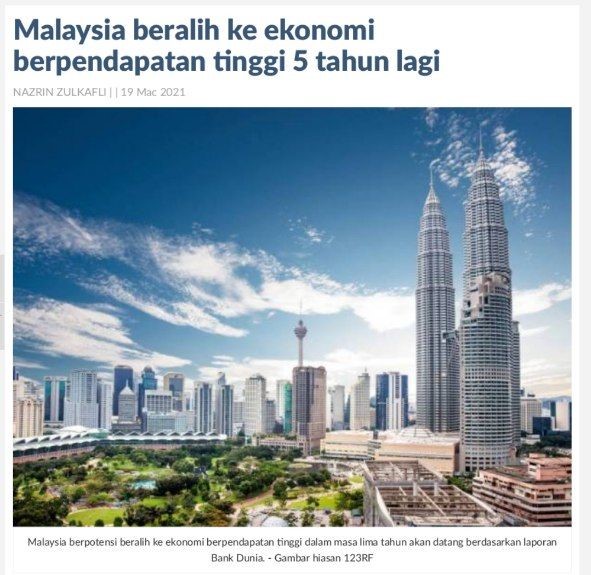 Malaysia beralih ke ekonomi
berpendapatan tinggi 5 tahun lagi
NAZRIN ZULKAFLI | | 19 Mac 2021
Malaysia berpotensi beralih ke ekonomi berpendapatan tinggi dalam masa lima tahun akan datang berdasarkan laporan
Bank Dunia. - Gambar hiasan 123RF